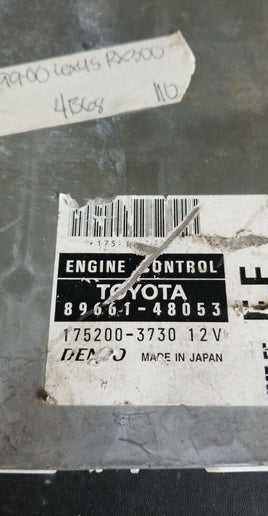 99-00 Lexus RX300
4B68 110
ENGINE CONTROL
TOYOTA
89661-48053
175200-3730 12V
DENSO MADE IN JAPAN